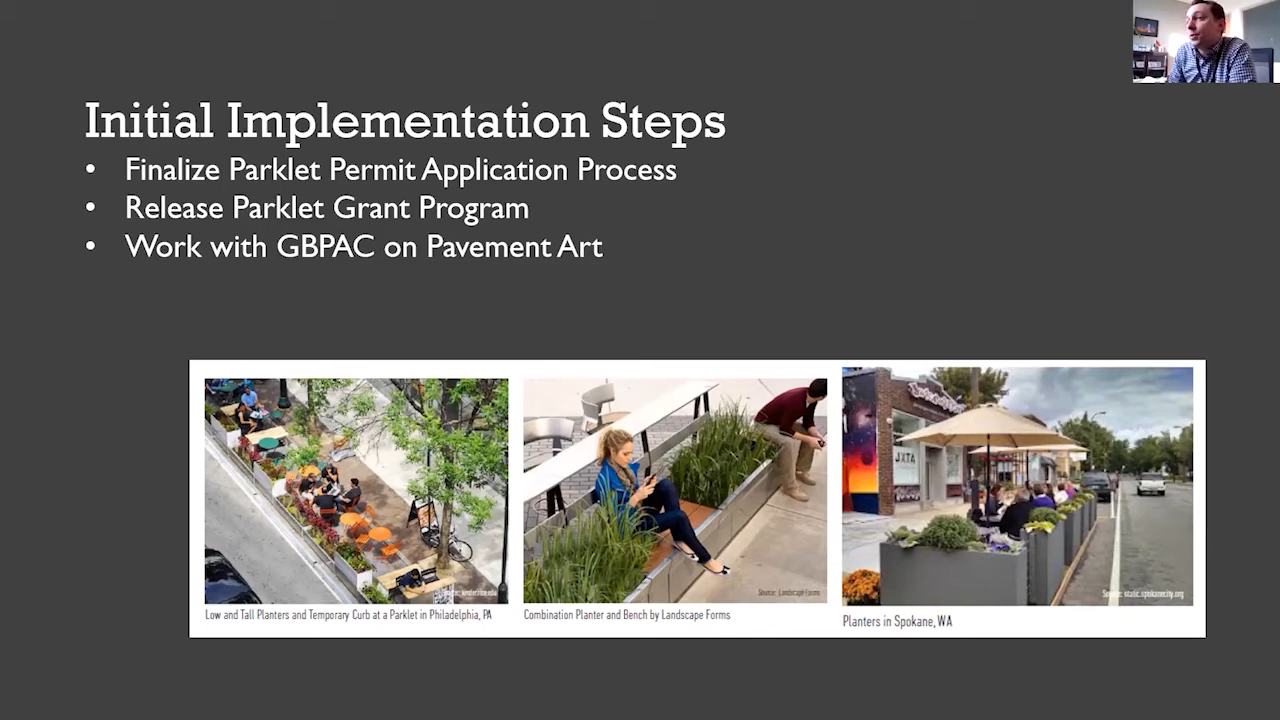 Initial Implementation Steps
• Finalize Parklet Permit Application Process
• Release Parklet Grant Program
• Work with GBPAC on Pavement Art
JXTA
Source:
Source: Landscape Forms
Source: static.spokanecity.org
Low and Tall Planters and Temporary Curb at a Parklet in Philadelphia, PA
Combination Planter and Bench by Landscape Forms
Planters in Spokane, WA